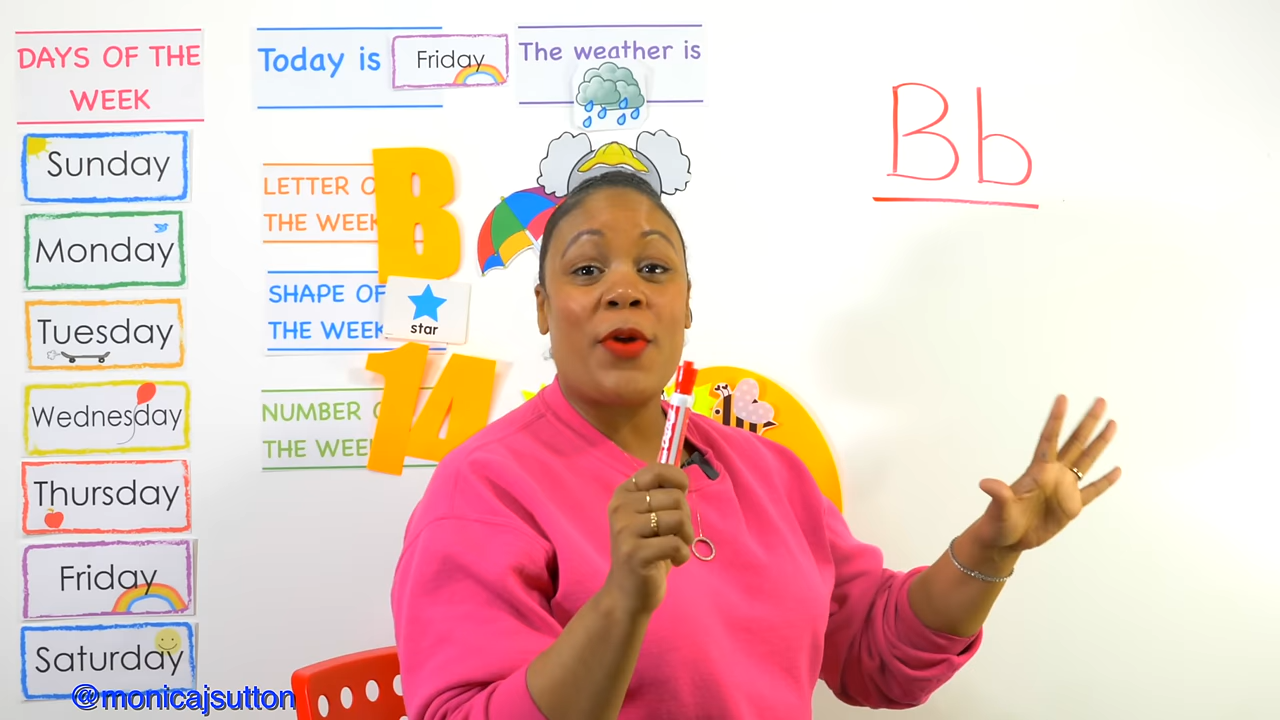 DAYS OF THE
WEEK
Sunday
Monday
Tuesday
Wednesday
Thursday
Friday
Saturday
Today is Friday
The weather is
LETTER O
THE WEEK
B
SHAPE OF
THE WEEK
star
NUMBER O
THE WEEK
14
Bb
@monicajsutton